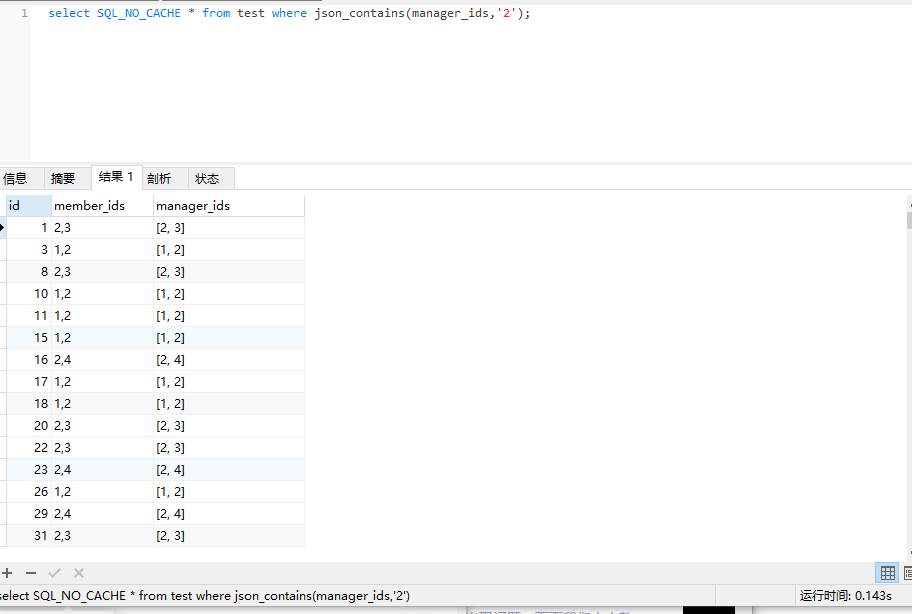 1 select SQL_NO_CACHE * from test where json_contains(manager_ids,'2');
信息 摘要 结果 1 剖析 状态
id member_ids manager_ids
1 2,3 [2, 3]
3 1,2 [1, 2]
8 2,3 [2, 3]
10 1,2 [1, 2]
11 1,2 [1, 2]
15 1,2 [1, 2]
16 2,4 [2, 4]
17 1,2 [1, 2]
18 1,2 [1, 2]
20 2,3 [2, 3]
22 2,3 [2, 3]
23 2,4 [2, 4]
26 1,2 [1, 2]
29 2,4 [2, 4]
31 2,3 [2, 3]
select SQL_NO_CACHE * from test where json_contains(manager_ids,'2') 运行时间: 0.143s